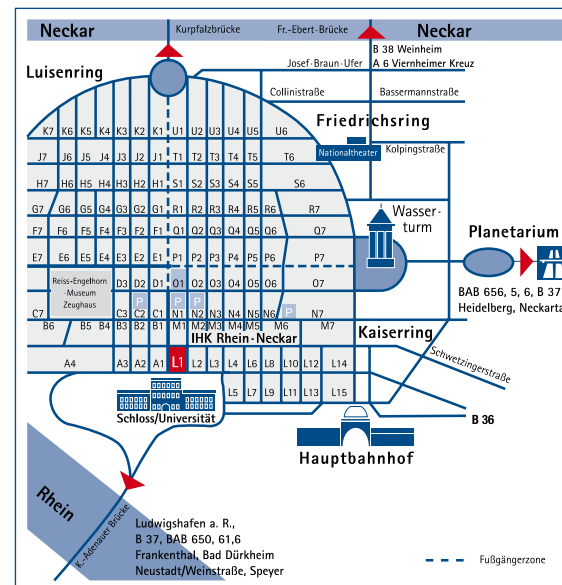 Neckar
Kurpfalzbrücke
Fr.-Ebert-Brücke
Neckar
B 38 Weinheim
A 6 Viernheimer Kreuz
Luisenring
Josef-Braun-Ufer
Collinistraße
Bassermannstraße
Friedrichsring
K7 K6 K5 K4 K3 K2 K1 U1 U2 U3 U4 U5 U6
Nationaltheater
Kolpingstraße
J7 J6 J5 J4 J3 J2 J1 T1 T2 T3 T4 T5 T6
H7 H6 H5 H4 H3 H2 H1 S1 S2 S3 S4 S5 S6
G7 G6 G5 G4 G3 G2 G1 R1 R2 R3 R4 R5 R6 R7
Wasser-
turm
F7 F6 F5 F4 F3 F2 F1 Q1 Q2 Q3 Q4 Q5 Q6 Q7
Planetarium
E7 E6 E5 E4 E3 E2 E1 P1 P2 P3 P4 P5 P6 P7
Reiss-Engelhorn
-Museum
Zeughaus
D3 D2 D1 O1 O2 O3 O4 O5 O6 O7
BAB 656, 5, 6, B 37
Heidelberg, Neckarta
P P P P
C7 C3 C2 C1 N1 N2 N3 N4 N5 N6 N7
B6 B5 B4 B3 B2 B1 M1 M2 M3 M4 M5 M6 M7
Kaiserring
IHK Rhein-Neckar
Schwetzingerstraße
A4 A3 A2 A1 L1 L2 L3 L4 L6 L8 L10 L12 L14
L5 L7 L9 L11 L13 L15
Schloss/Universität
B 36
Hauptbahnhof
Rhein
K.-Adenauer Brücke
Ludwigshafen a. R.,
B 37, BAB 650, 61,6
Frankenthal, Bad Dürkheim
Neustadt/Weinstraße, Speyer
Fußgängerzone